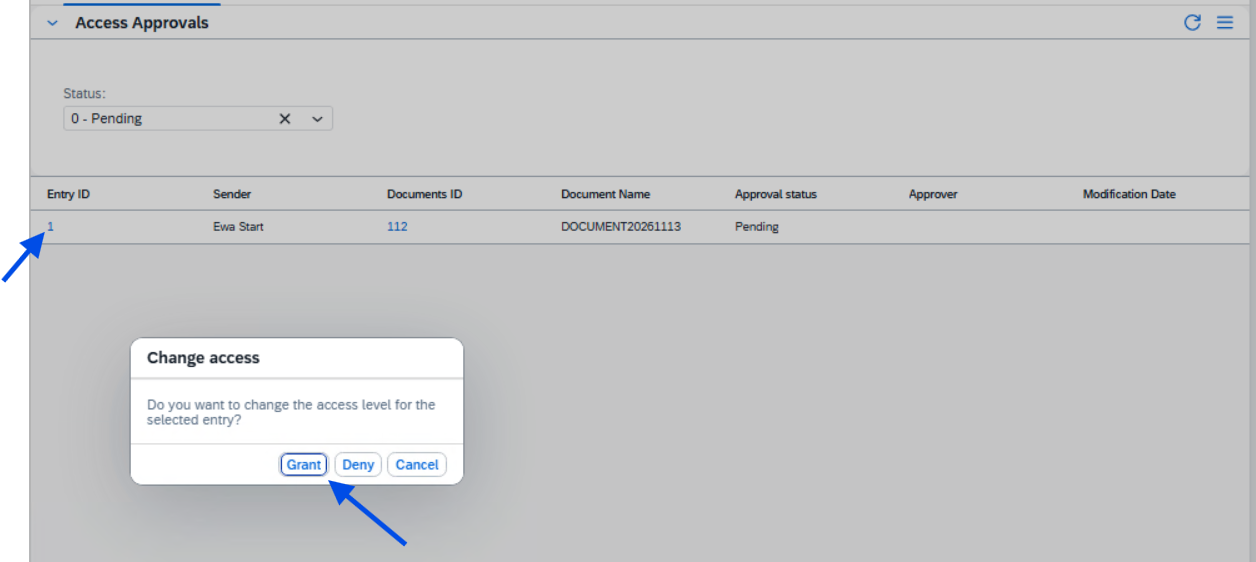 Access Approvals
Status:
0 - Pending
Entry ID Sender Documents ID Document Name Approval status Approver Modification Date
1 Ewa Start 112 DOCUMENT20261113 Pending
Change access
Do you want to change the access level for the
selected entry?
Grant Deny Cancel